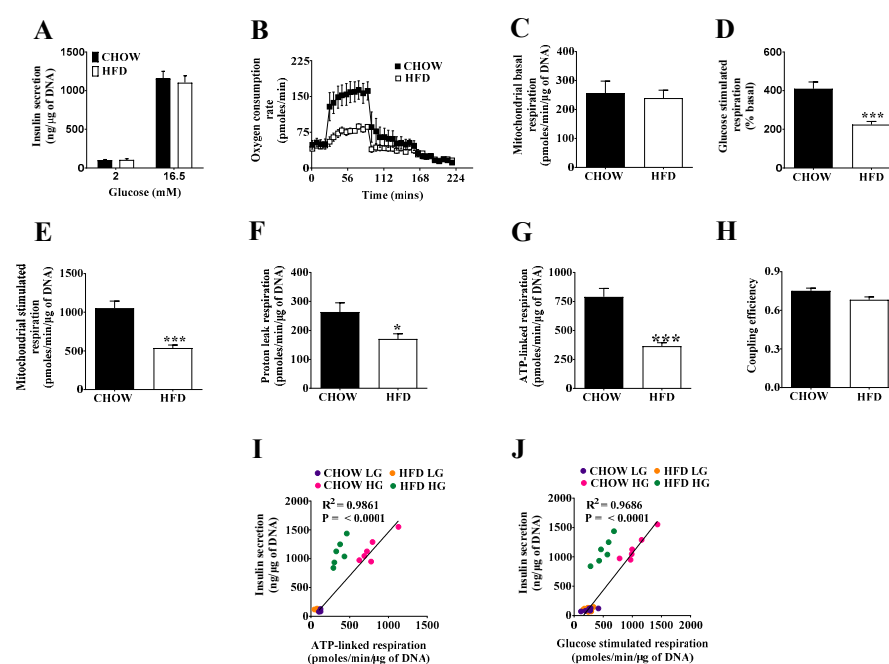 A
Insulin secretion
(ng/µg of DNA)
1500
1000
500
0
CHOW
HFD
2
16.5
Glucose (mM)
B
Oxygen consumption
rate
(pmoles/min)
225
150
75
0
CHOW
HFD
0
56
112
168
224
Time (mins)
C
Mitochondrial basal
respiration
(pmoles/min/µg of DNA)
400
300
200
100
0
CHOW
HFD
D
Glucose stimulated
respiration
(% basal)
600
400
200
0
***
CHOW
HFD
E
Mitochondrial stimulated
respiration
(pmoles/min/µg of DNA)
1500
1000
500
0
***
CHOW
HFD
F
Proton leak respiration
(pmoles/min/µg of DNA)
400
300
200
100
0
*
CHOW
HFD
G
ATP-linked respiration
(pmoles/min/µg of DNA)
1000
750
500
250
0
***
CHOW
HFD
H
Coupling efficiency
0.9
0.6
0.3
0.0
CHOW
HFD
I
CHOW LG
HFD LG
CHOW HG
HFD HG
Insulin secretion
(ng/µg of DNA)
2000
1500
1000
500
0
R2 = 0.9861
P = < 0.0001
0
500
1000
1500
ATP-linked respiration
(pmoles/min/µg of DNA)
J
CHOW LG
HFD LG
CHOW HG
HFD HG
Insulin secretion
(ng/µg of DNA)
2000
1500
1000
500
0
R2 = 0.9686
P = < 0.0001
0
500
1000
1500
2000
Glucose stimulated respiration
(pmoles/min/µg of DNA)